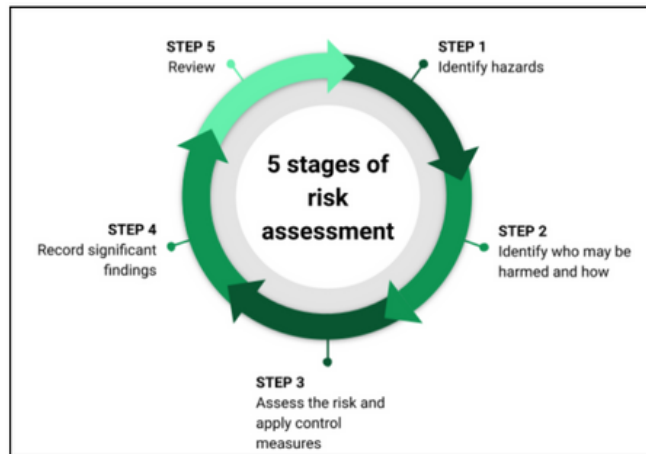 5 stages of
risk
assessment
STEP 1
Identify hazards
STEP 2
Identify who may be
harmed and how
STEP 3
Assess the risk and
apply control
measures
STEP 4
Record significant
findings
STEP 5
Review